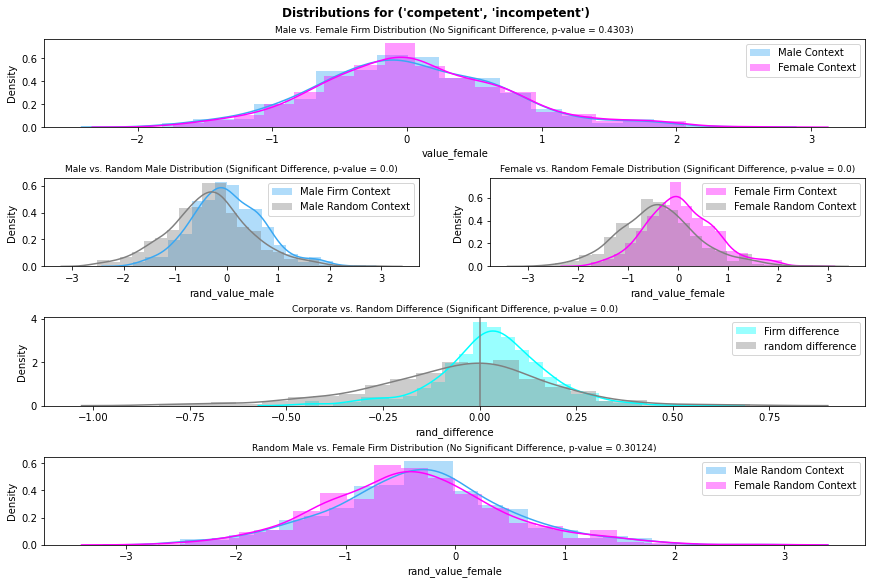 Distributions for ('competent', 'incompetent')
Male vs. Female Firm Distribution (No Significant Difference, p-value = 0.4303)
Density
0.6
0.4
0.2
0.0
Male Context
Female Context
−2
−1
0
1
2
3
value_female
Male vs. Random Male Distribution (Significant Difference, p-value = 0.0)
Density
0.6
0.4
0.2
0.0
Male Firm Context
Male Random Context
−3
−2
−1
0
1
2
3
rand_value_male
Female vs. Random Female Distribution (Significant Difference, p-value = 0.0)
Density
0.6
0.4
0.2
0.0
Female Firm Context
Female Random Context
−3
−2
−1
0
1
2
3
rand_value_female
Corporate vs. Random Difference (Significant Difference, p-value = 0.0)
Density
4
2
0
Firm difference
random difference
−1.00
−0.75
−0.50
−0.25
0.00
0.25
0.50
0.75
rand_difference
Random Male vs. Female Firm Distribution (No Significant Difference, p-value = 0.30124)
Density
0.6
0.4
0.2
0.0
Male Random Context
Female Random Context
−3
−2
−1
0
1
2
3
rand_value_female